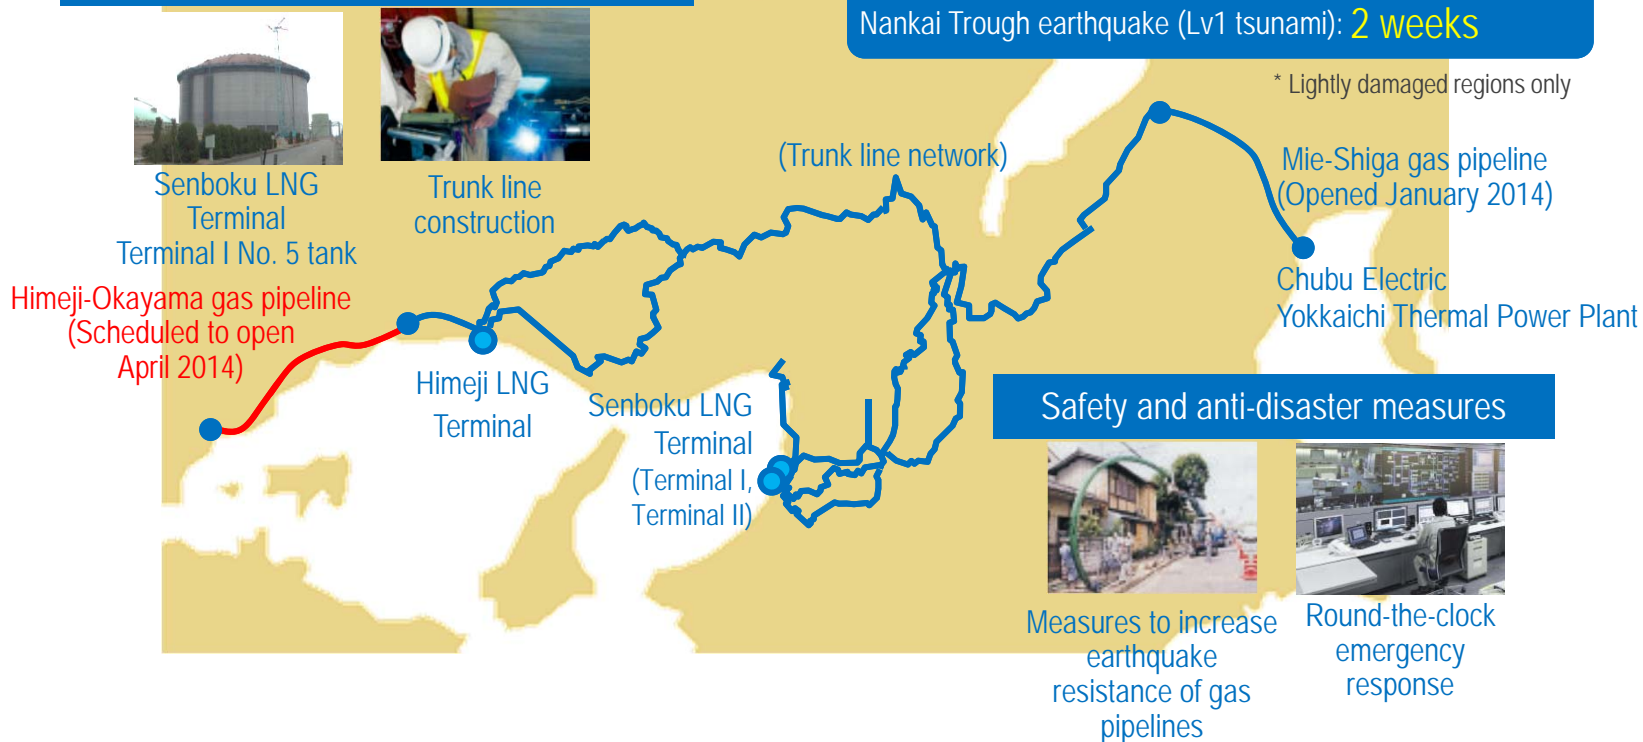 Nankai Trough earthquake (Lv1 tsunami): 2 weeks
* Lightly damaged regions only
Senboku LNG
Terminal
Terminal I No. 5 tank
Trunk line
construction
(Trunk line network)
Mie-Shiga gas pipeline
(Opened January 2014)
Chubu Electric
Yokkaichi Thermal Power Plant
Himeji-Okayama gas pipeline
(Scheduled to open
April 2014)
Himeji LNG
Terminal
Senboku LNG
Terminal
(Terminal I,
Terminal II)
Safety and anti-disaster measures
Measures to increase
earthquake
resistance of gas
pipelines
Round-the-clock
emergency
response